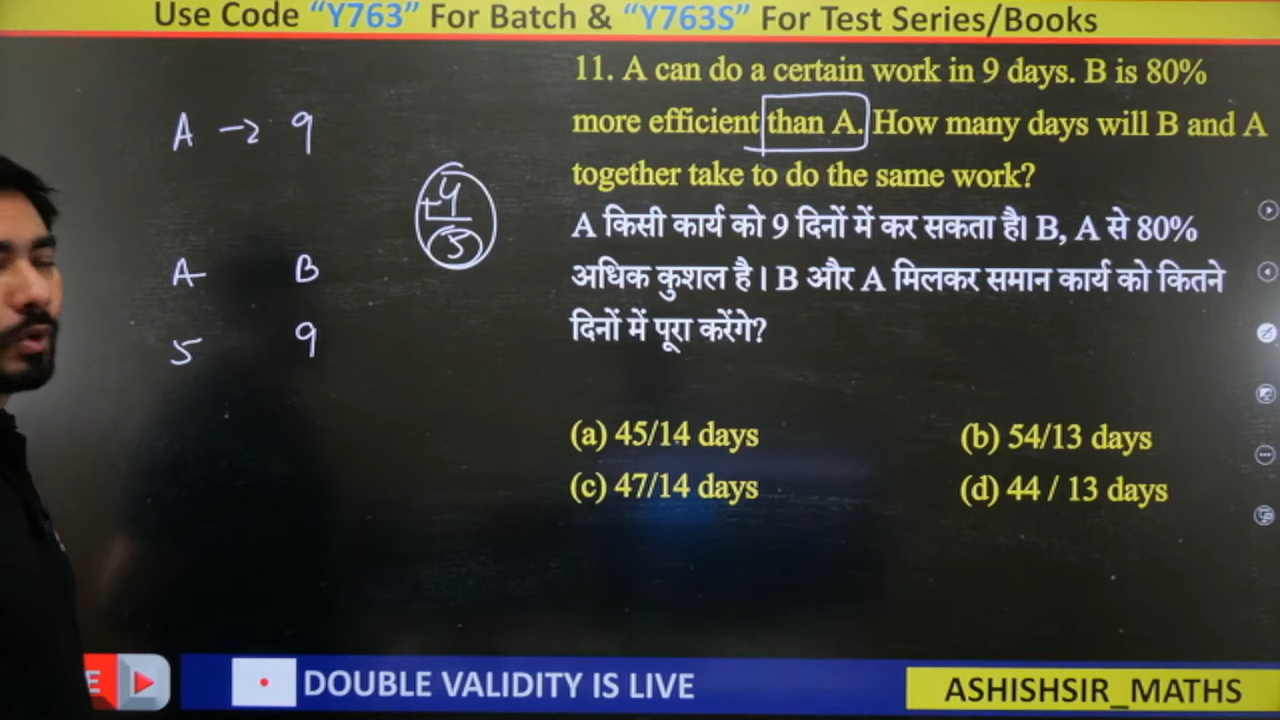 Use Code “Y763” For Batch & “Y763S” For Test Series/Books
11. A can do a certain work in 9 days. B is 80%
more efficient than A. How many days will B and A
together take to do the same work?
A किसी कार्य को 9 दिनों में कर सकता है। B, A से 80%
अधिक कुशल है । B और A मिलकर समान कार्य को कितने
दिनों में पूरा करेंगे?
(a) 45/14 days (b) 54/13 days
(c) 47/14 days (d) 44 / 13 days
A → 9
+4
5
A B
5 9
E
DOUBLE VALIDITY IS LIVE
ASHISHSIR_MATHS